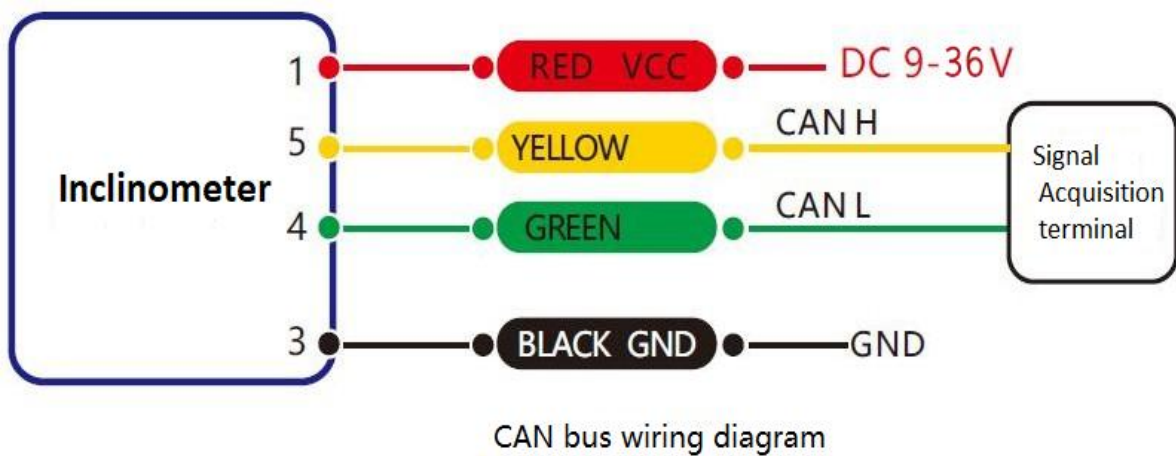 1 RED VCC DC 9-36V
5 YELLOW CAN H
Inclinometer
Signal
Acquisition
terminal
4 GREEN CAN L
3 BLACK GND GND
CAN bus wiring diagram